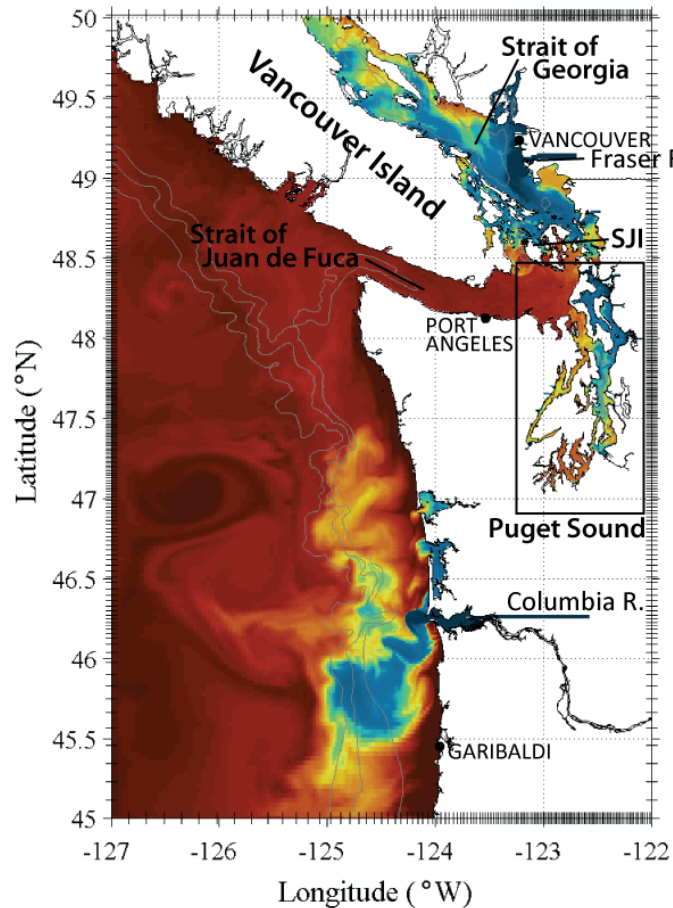 50
49.5
49
48.5
48
47.5
47
46.5
46
45.5
45
Latitude (°N)
Strait of
Georgia
Vancouver Island
VANCOUVER
Fraser R
SJI
Strait of
Juan de Fuca
PORT
ANGELES
Puget Sound
Columbia R.
GARIBALDI
-127 -126 -125 -124 -123 -122
Longitude (°W)